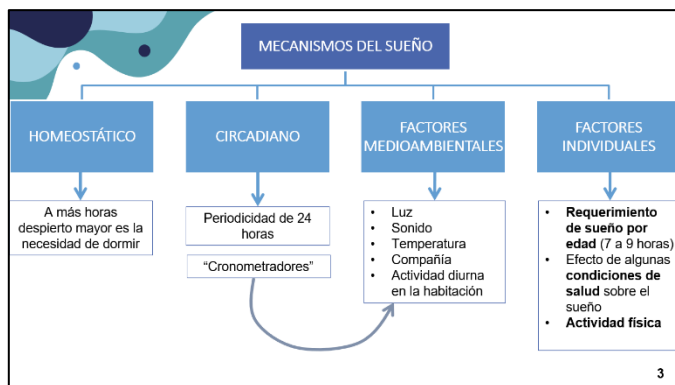 MECANISMOS DEL SUEÑO
HOMEOSTÁTICO
A más horas
despierto mayor es la
necesidad de dormir
CIRCADIANO
Periodicidad de 24
horas
“Cronometradores”
FACTORES
MEDIOAMBIENTALES
• Luz
• Sonido
• Temperatura
• Compañía
• Actividad diurna
en la habitación
FACTORES
INDIVIDUALES
• Requerimiento
de sueño por
edad (7 a 9 horas)
• Efecto de algunas
condiciones de
salud sobre el
sueño
• Actividad física
3